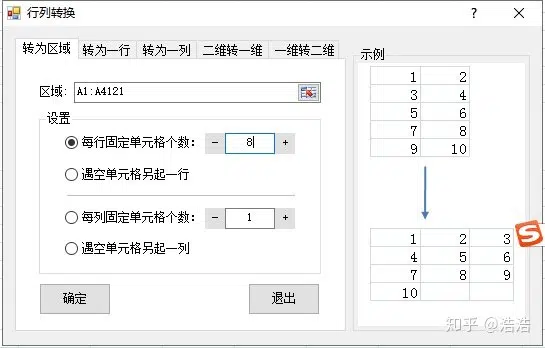 行列转换
? ×
转为区域 转为一行 转为一列 二维转一维 一维转二维
区域: A1:A4121
设置
每行固定单元格个数: - 8 +
遇空单元格另起一行
每列固定单元格个数: - 1 +
遇空单元格另起一列
确定 退出
示例
1 2
3 4
5 6
7 8
9 10
1 2 3
4 5 6
7 8 9
10
S
知乎 @浩浩